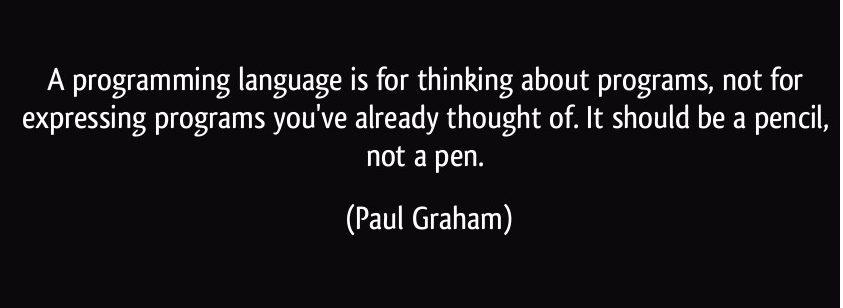 A programming language is for thinking about programs, not for
expressing programs you've already thought of. It should be a pencil,
not a pen.
(Paul Graham)